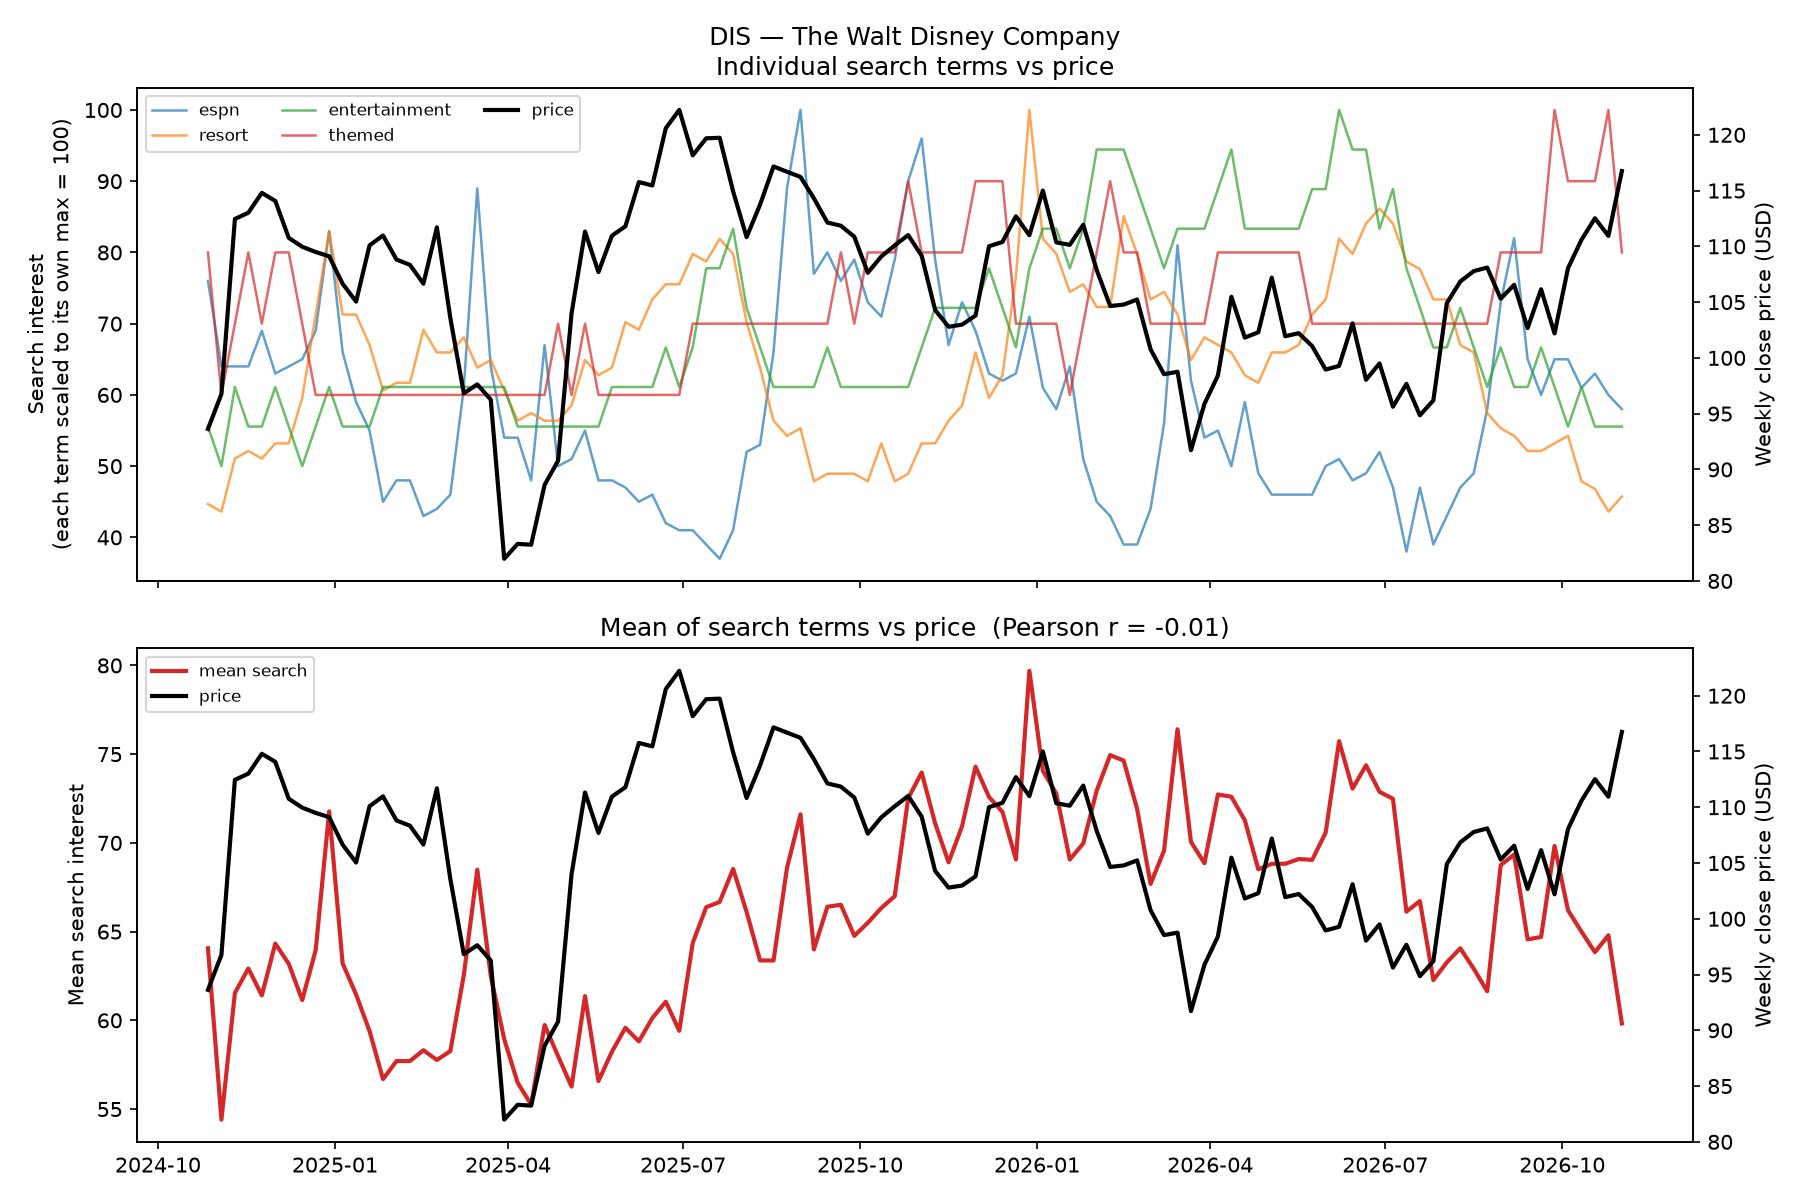 DIS — The Walt Disney Company
Individual search terms vs price
espn
resort
entertainment
themed
price
Search interest
(each term scaled to its own max = 100)
100
90
80
70
60
50
40
Weekly close price (USD)
120
115
110
105
100
95
90
85
80
Mean of search terms vs price (Pearson r = -0.01)
mean search
price
Mean search interest
80
75
70
65
60
55
Weekly close price (USD)
120
115
110
105
100
95
90
85
80
2024-10
2025-01
2025-04
2025-07
2025-10
2026-01
2026-04
2026-07
2026-10